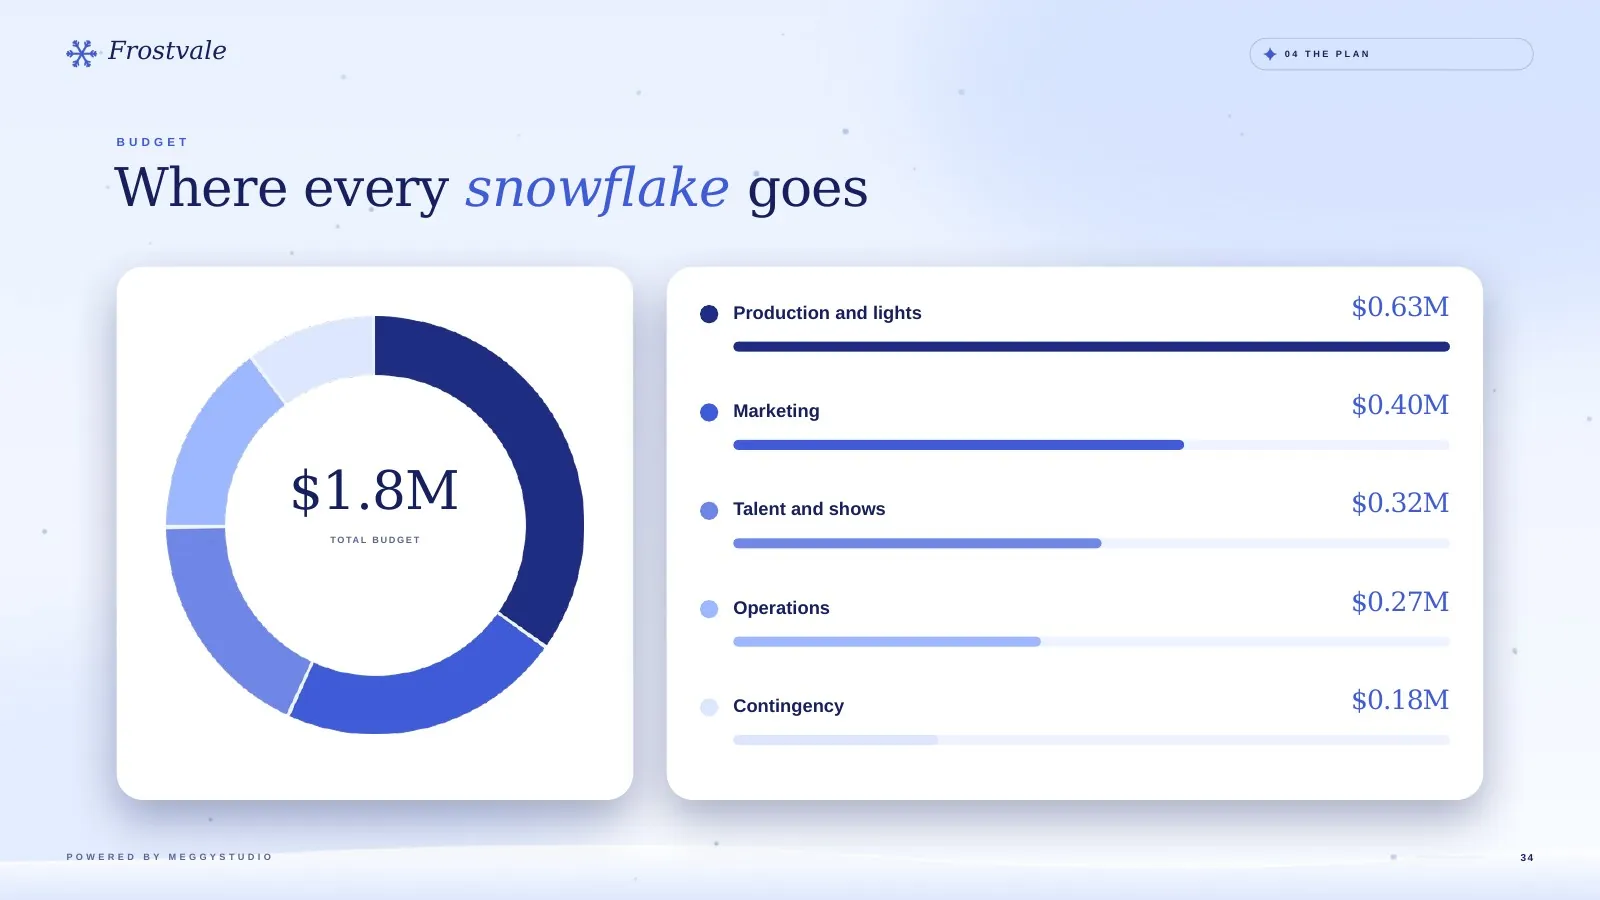 Frostvale
04 THE PLAN
BUDGET
Where every snowflake goes
$1.8M
TOTAL BUDGET
Production and lights
$0.63M
Marketing
$0.40M
Talent and shows
$0.32M
Operations
$0.27M
Contingency
$0.18M
POWERED BY MEGGYSTUDIO
34